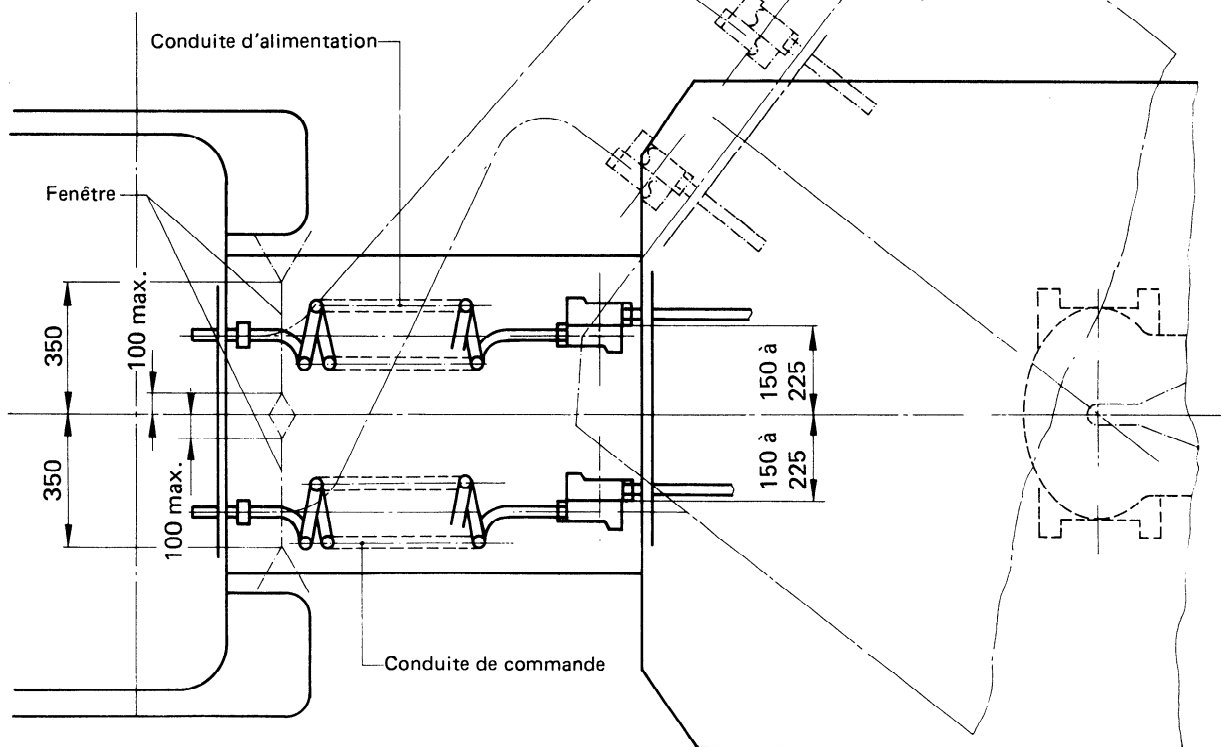 Conduite d'alimentation
Fenêtre
350
100 max.
150 à
225
350
100 max.
150 à
225
Conduite de commande